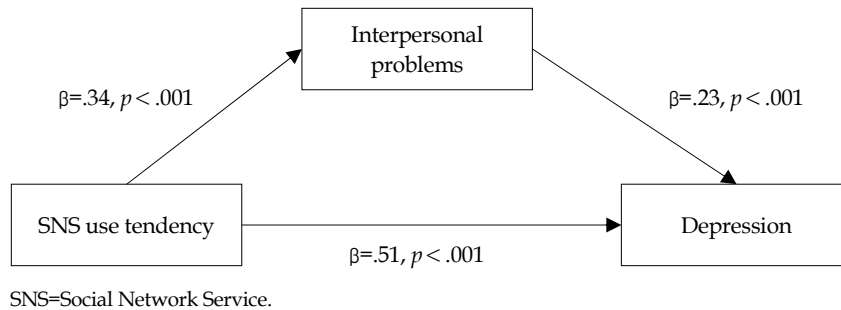 Interpersonal
problems
β=.34, p < .001
β=.23, p < .001
SNS use tendency
Depression
β=.51, p < .001
SNS=Social Network Service.